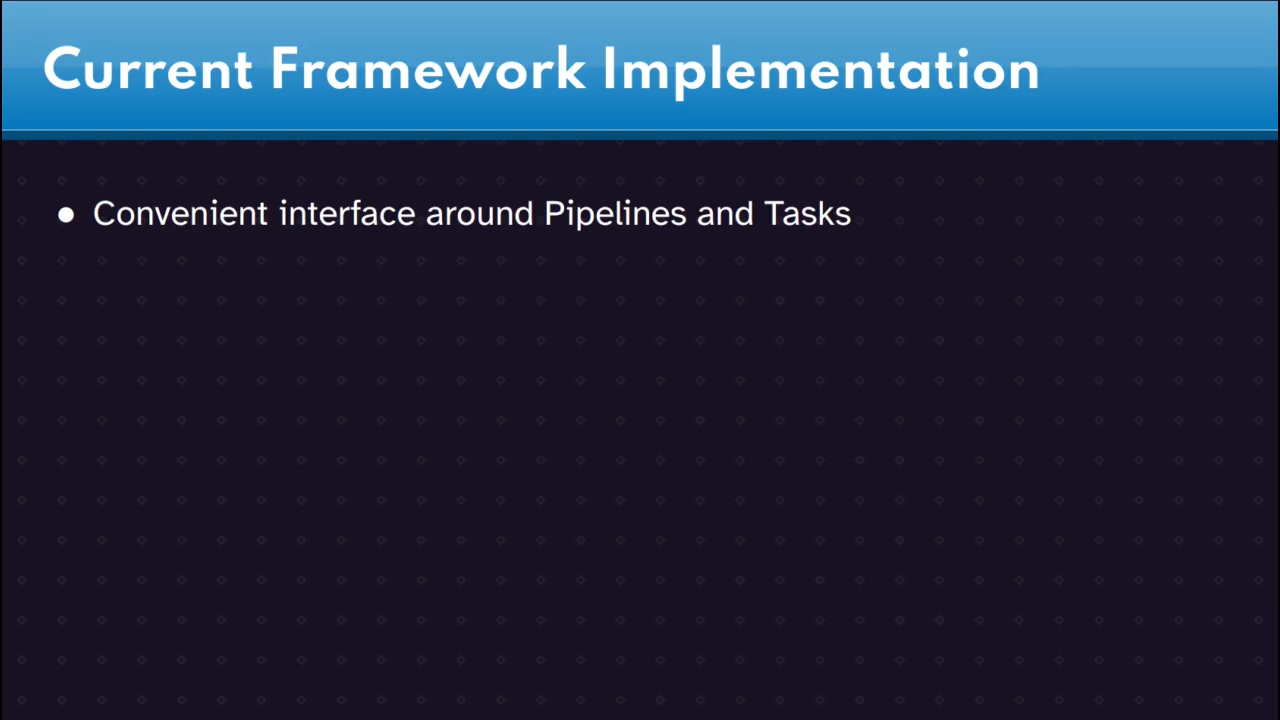 Current Framework Implementation
● Convenient interface around Pipelines and Tasks